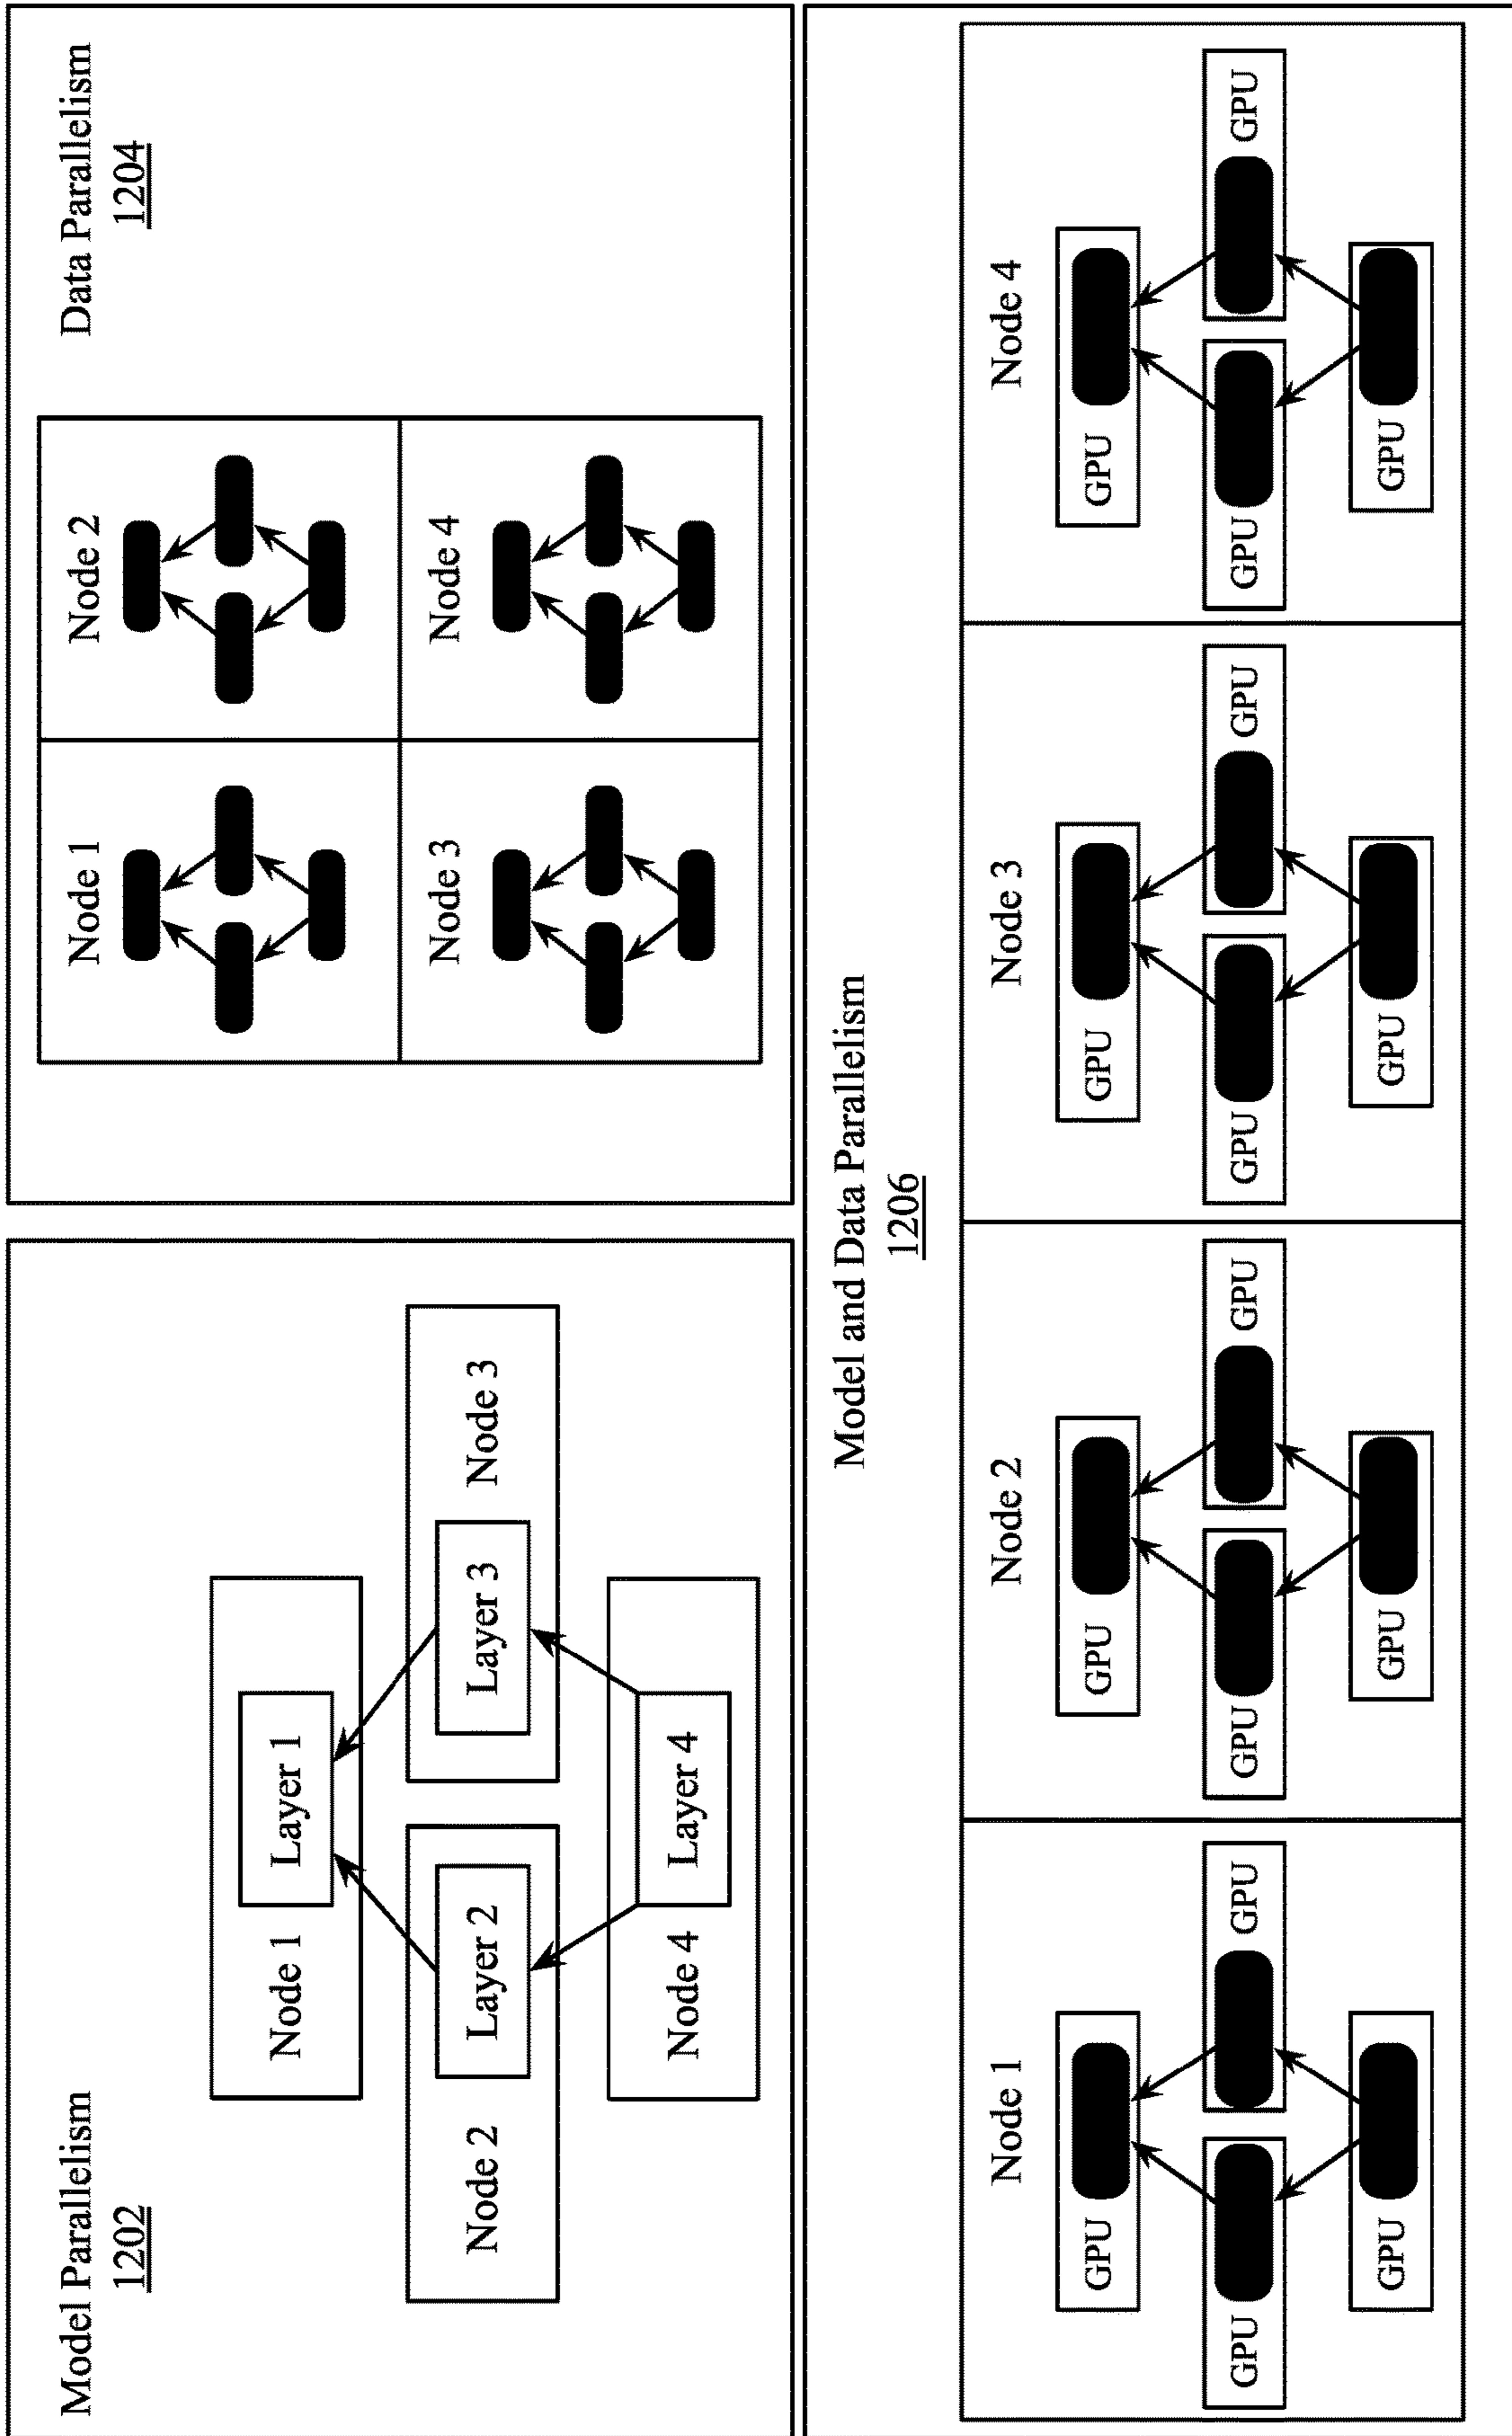 Model Parallelism
1202
Node 1
Layer 1
Node 2
Layer 2
Layer 3
Node 3
Node 4
Layer 4
Data Parallelism
1204
Node 1
Node 2
Node 3
Node 4
Model and Data Parallelism
1206
Node 1
GPU
GPU
GPU
GPU
Node 2
GPU
GPU
GPU
GPU
Node 3
GPU
GPU
GPU
GPU
Node 4
GPU
GPU
GPU
GPU